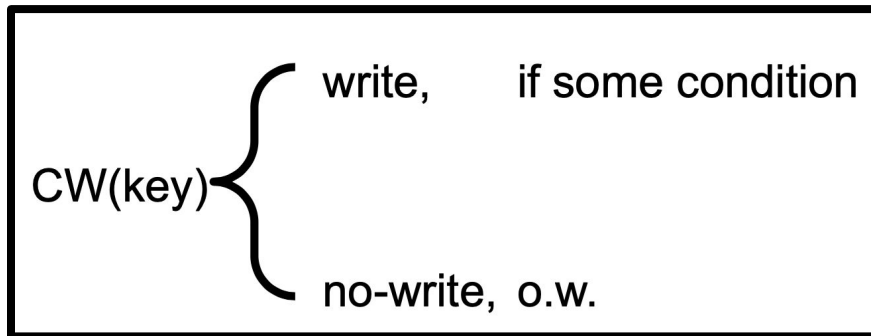 write, if some condition
CW(key)
no-write, o.w.